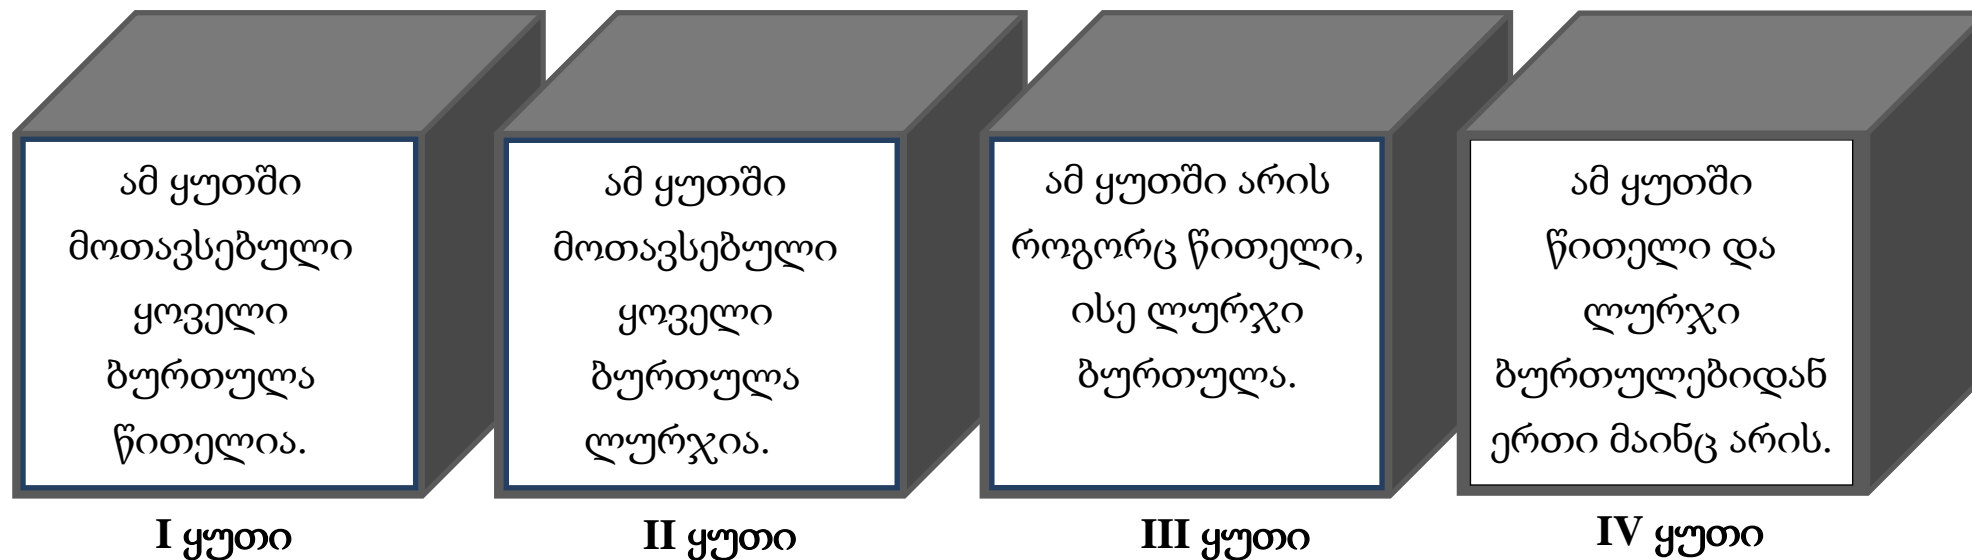 ამ ყუთში
მოთავსებული
ყოველი
ბურთულა
წითელია.
I ყუთი
ამ ყუთში
მოთავსებული
ყოველი
ბურთულა
ლურჯია.
II ყუთი
ამ ყუთში არის
როგორც წითელი,
ისე ლურჯი
ბურთულა.
III ყუთი
ამ ყუთში
წითელი და
ლურჯი
ბურთულებიდან
ერთი მაინც არის.
IV ყუთი